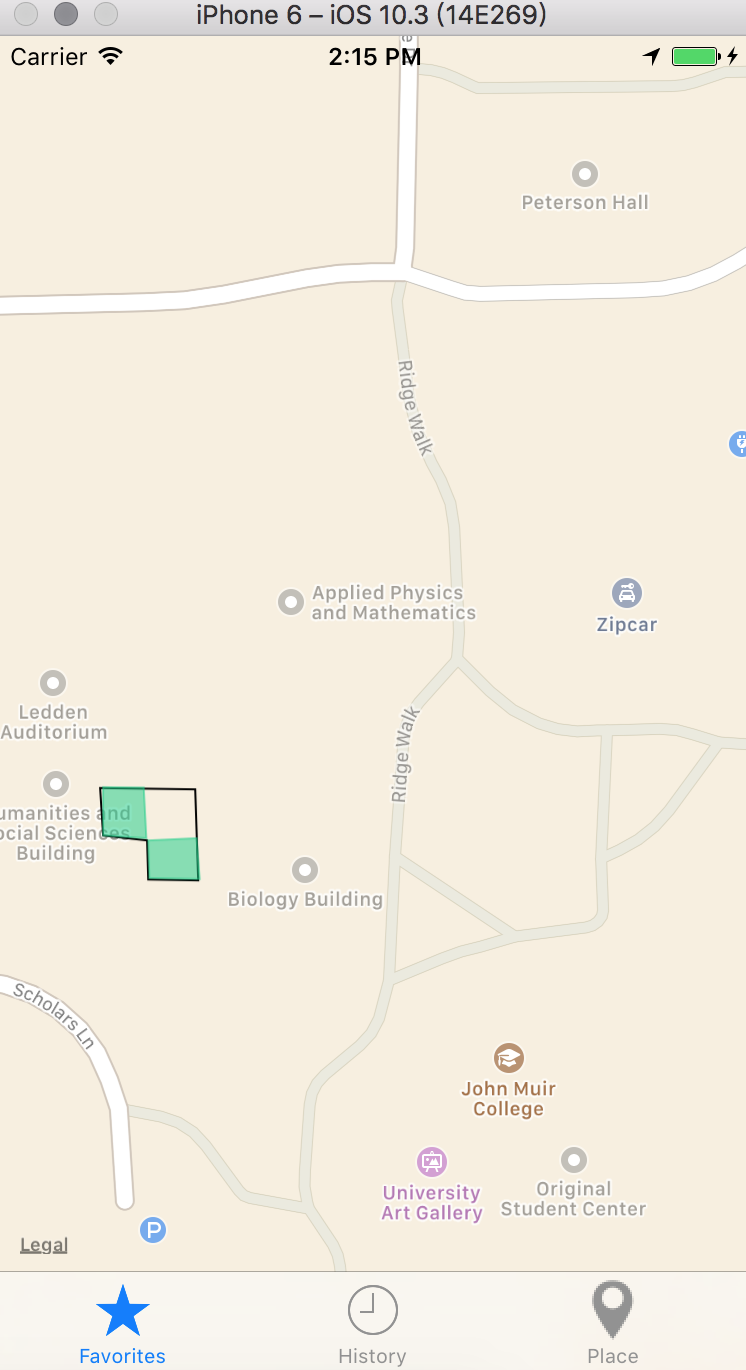 iPhone 6 – iOS 10.3 (14E269)
Carrier
2:15 PM
Peterson Hall
Ridge Walk
Applied Physics
and Mathematics
Zipcar
Ledden
Auditorium
Ridge Walk
umanities and
ocial Sciences
Building
Biology Building
Scholars Ln
John Muir
College
University
Art Gallery
Original
Student Center
P
Legal
Favorites
History
Place